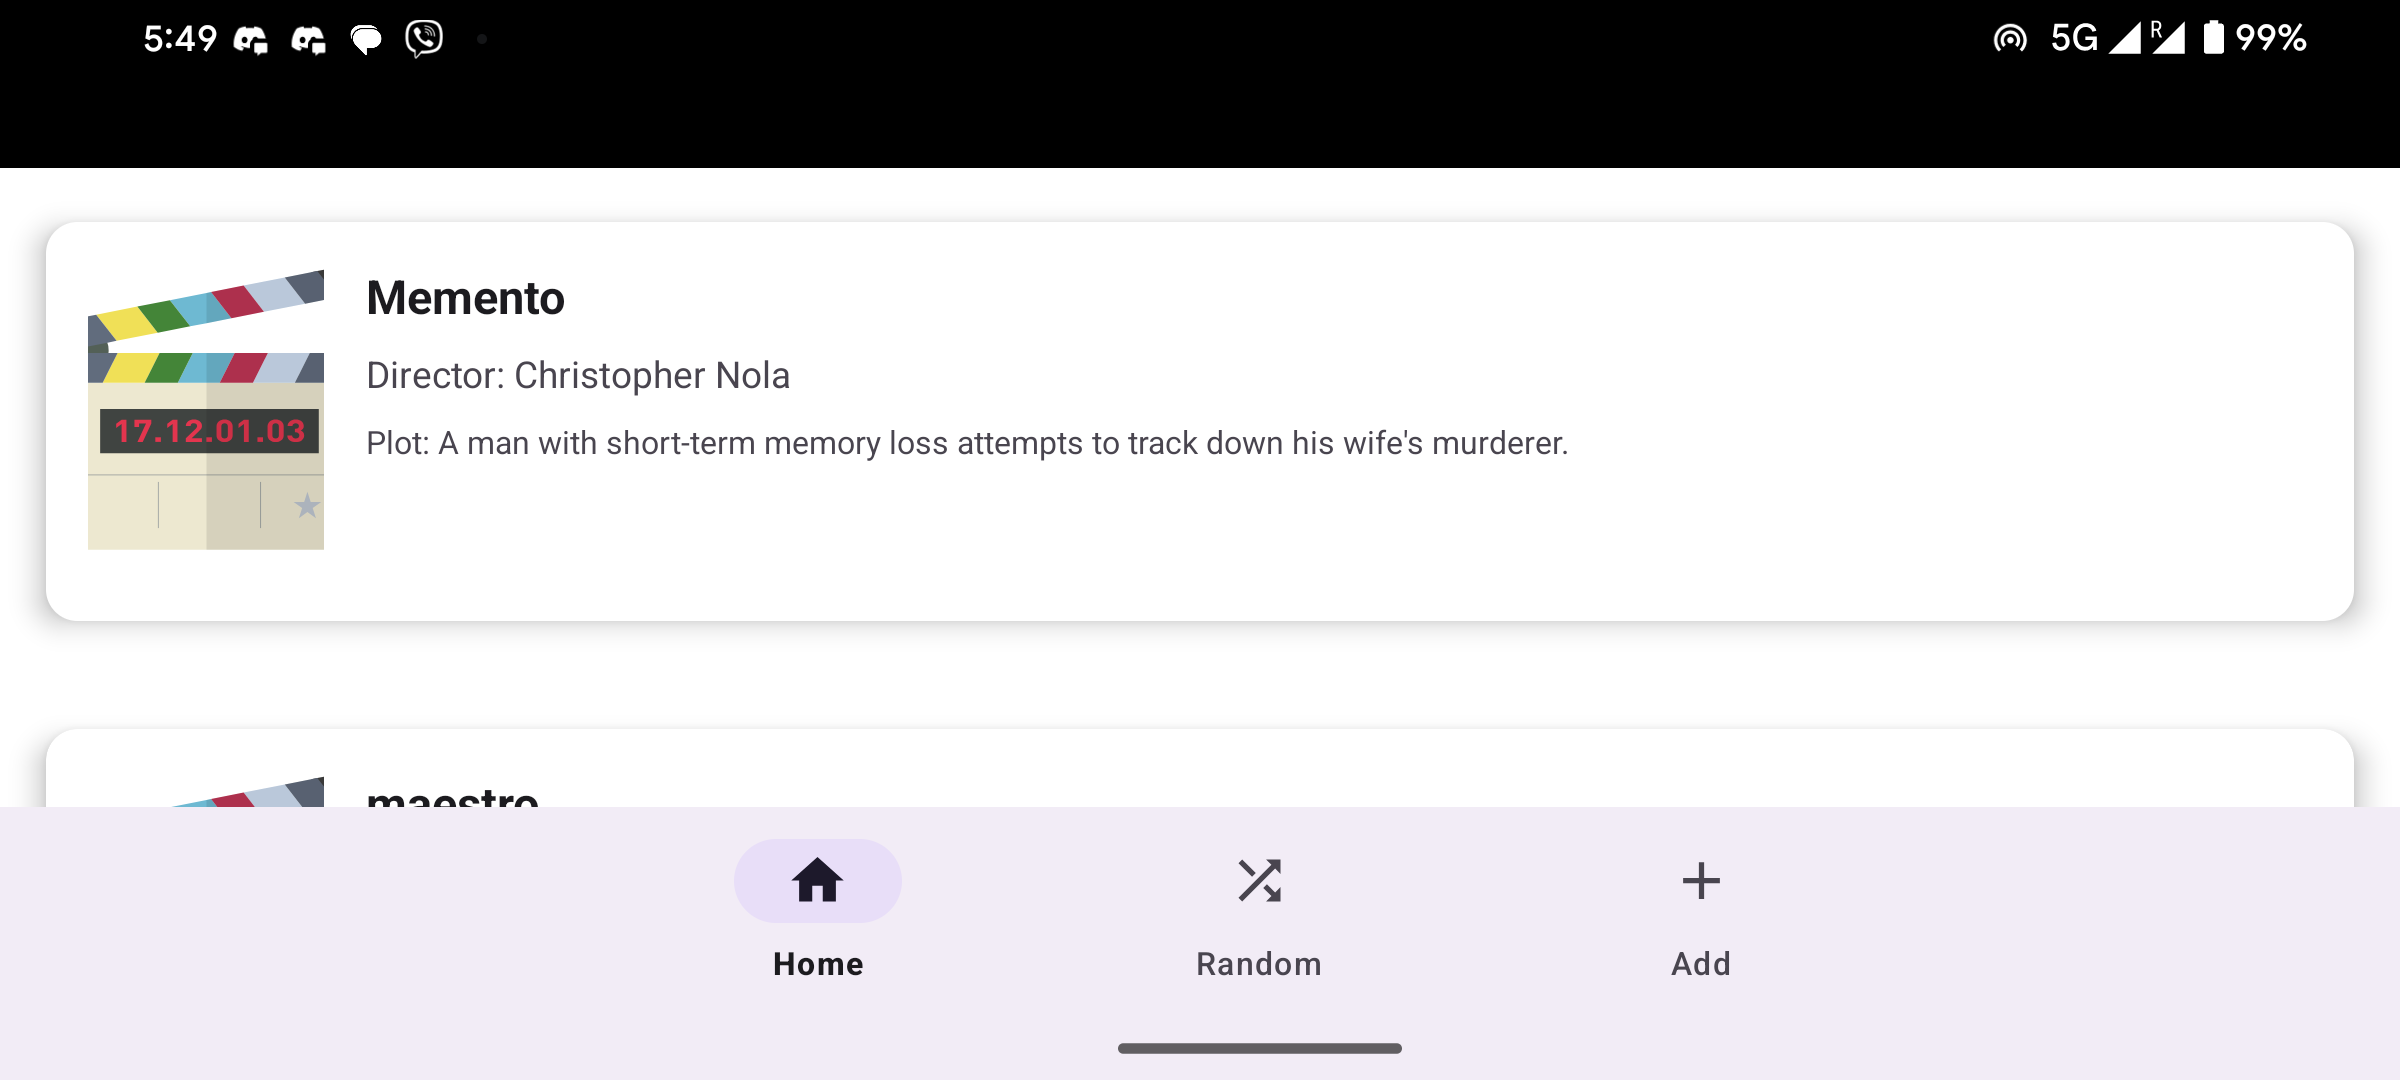 5:49
5G R 99%
Memento
Director: Christopher Nola
17.12.01.03
Plot: A man with short-term memory loss attempts to track down his wife's murderer.
maestro
Home
Random
Add